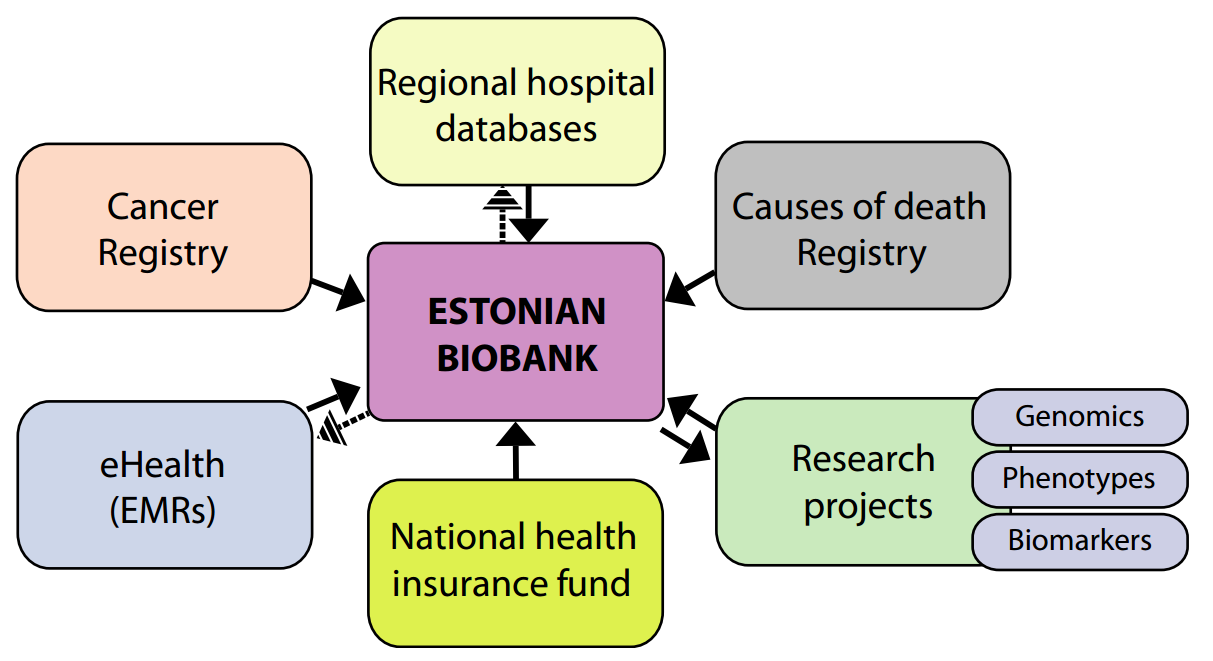 Regional hospital
databases
Cancer
Registry
Causes of death
Registry
ESTONIAN
BIOBANK
eHealth
(EMRs)
National health
insurance fund
Research
projects
Genomics
Phenotypes
Biomarkers